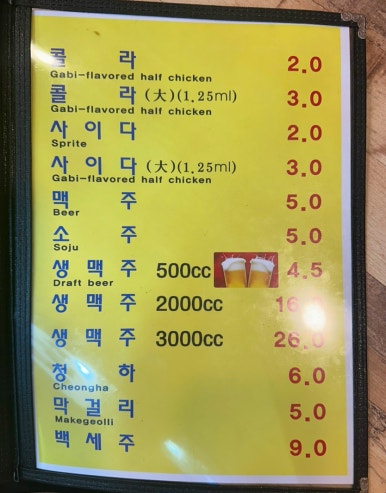 콜 라 2.0
Gabi-flavored half chicken
콜 라 (大)(1.25ml) 3.0
Gabi-flavored half chicken
사 이 다 2.0
Sprite
사 이 다 (大)(1.25ml) 3.0
Gabi-flavored half chicken
맥 주 5.0
Beer
소 주 5.0
Soju
생 맥 주 500cc 4.5
Draft beer
생 맥 주 2000cc 16.0
생 맥 주 3000cc 26.0
청 하 6.0
Cheongha
막 걸 리 5.0
Makegeolli
백 세 주 9.0